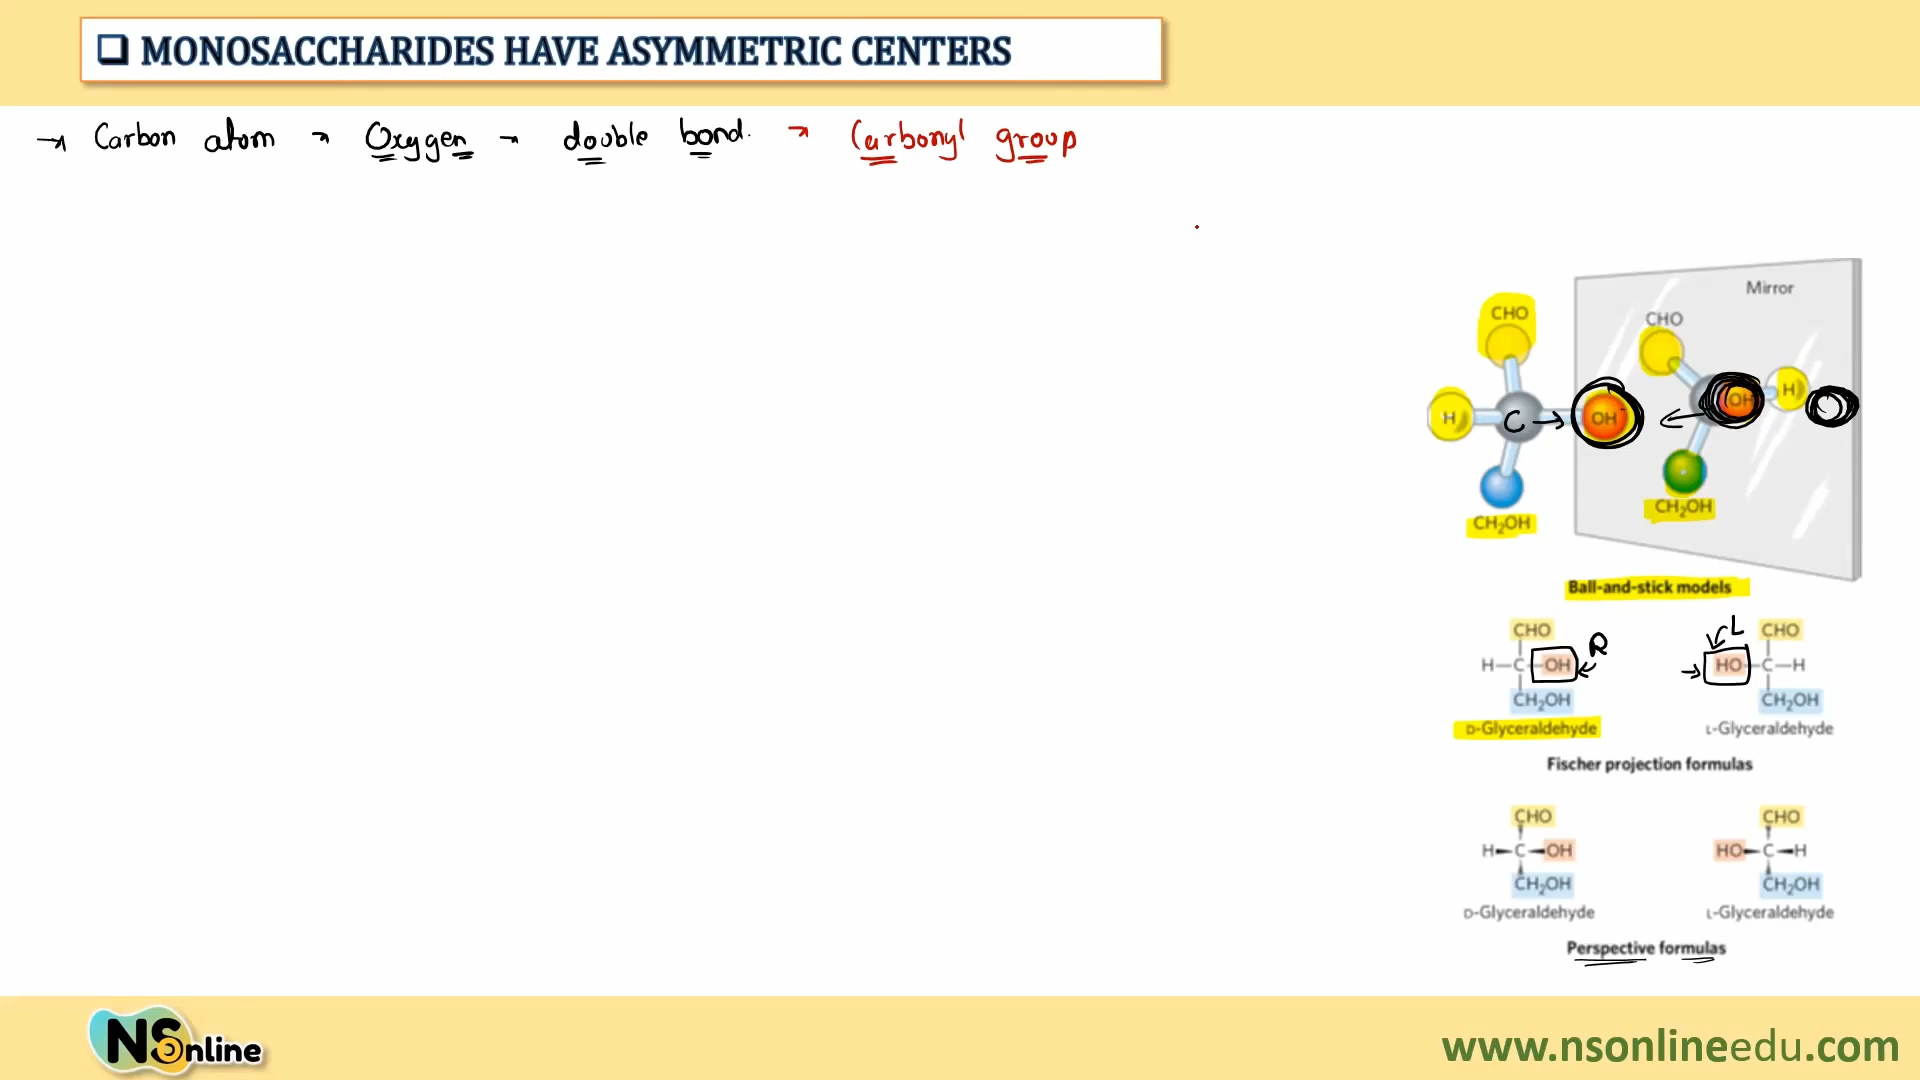 ❑ MONOSACCHARIDES HAVE ASYMMETRIC CENTERS
→ Carbon atom → Oxygen → double bond. → Carbonyl group
Mirror
CHO
CHO
H C → OH
OH H
CH₂OH
CH₂OH
Ball-and-stick models
CHO
H—C—OH R
CH₂OH
D-Glyceraldehyde
L
CHO
→ HO—C—H
CH₂OH
L-Glyceraldehyde
Fischer projection formulas
CHO
H—C—OH
CH₂OH
D-Glyceraldehyde
CHO
HO—C—H
CH₂OH
L-Glyceraldehyde
Perspective formulas
NSOnline
www.nsonlineedu.com